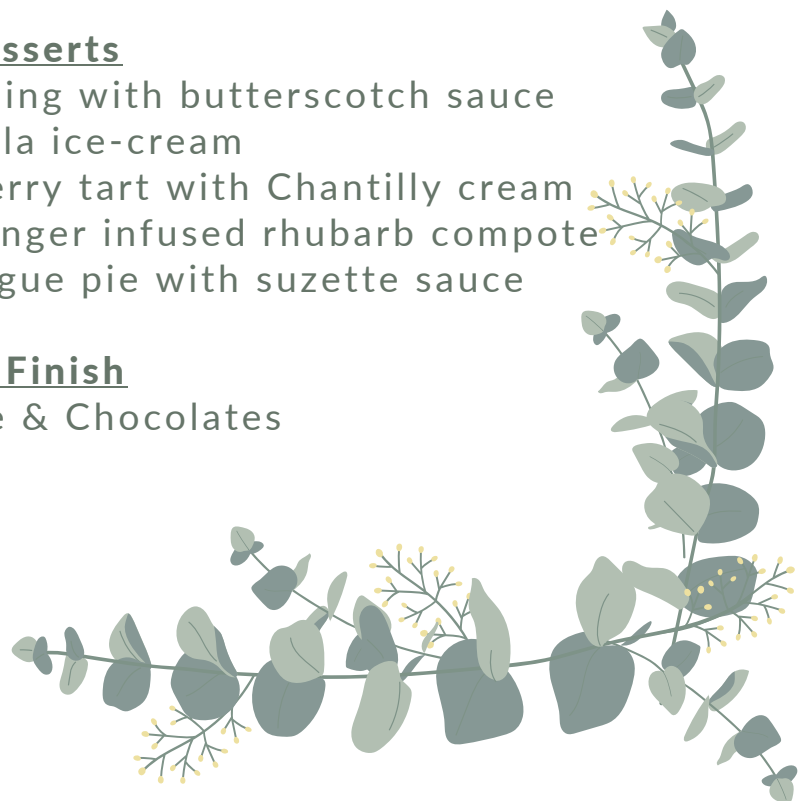 sserts
ing with butterscotch sauce
la ice-cream
erry tart with Chantilly cream
nger infused rhubarb compote
gue pie with suzette sauce
Finish
e & Chocolates